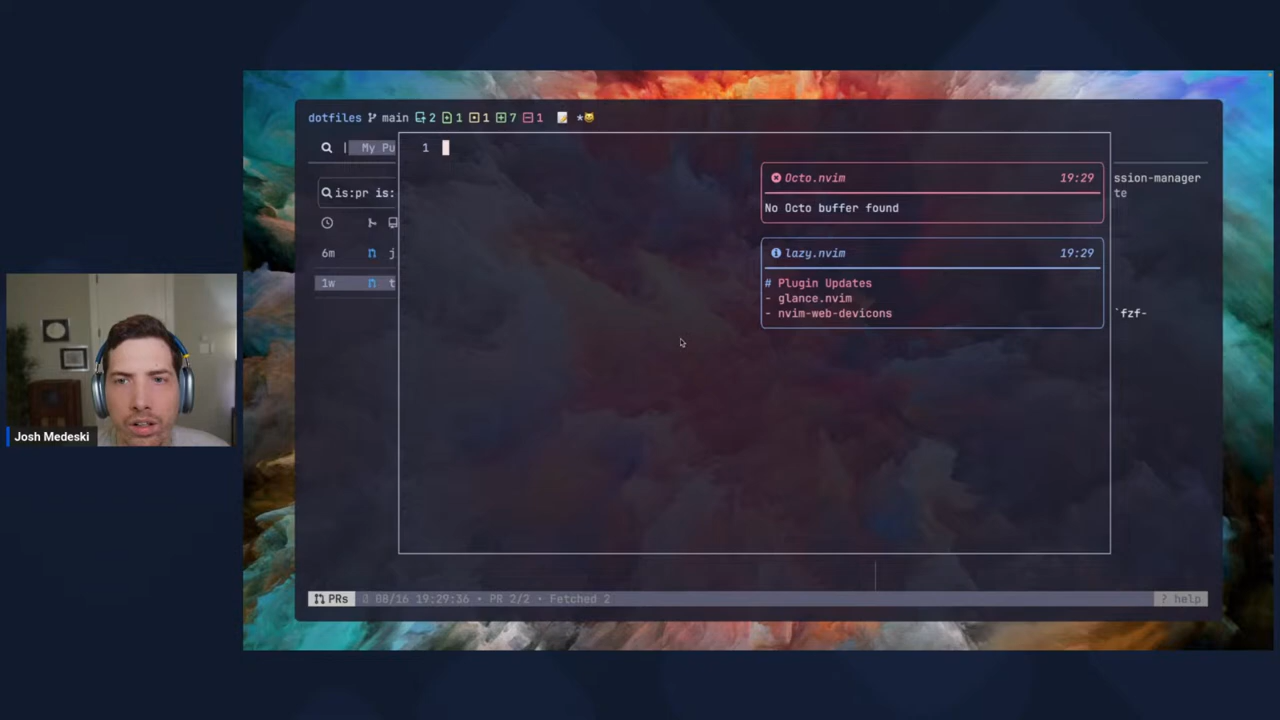 dotfiles main 2 1 1 7 1 *
My Pu
1
Octo.nvim 19:29
No Octo buffer found
ssion-manager
te
is:pr is:
lazy.nvim 19:29
# Plugin Updates
- glance.nvim
- nvim-web-devicons
6m j
1w t
`fzf-
Josh Medeski
PRs 08/16 19:29:36 • PR 2/2 • Fetched 2
? help